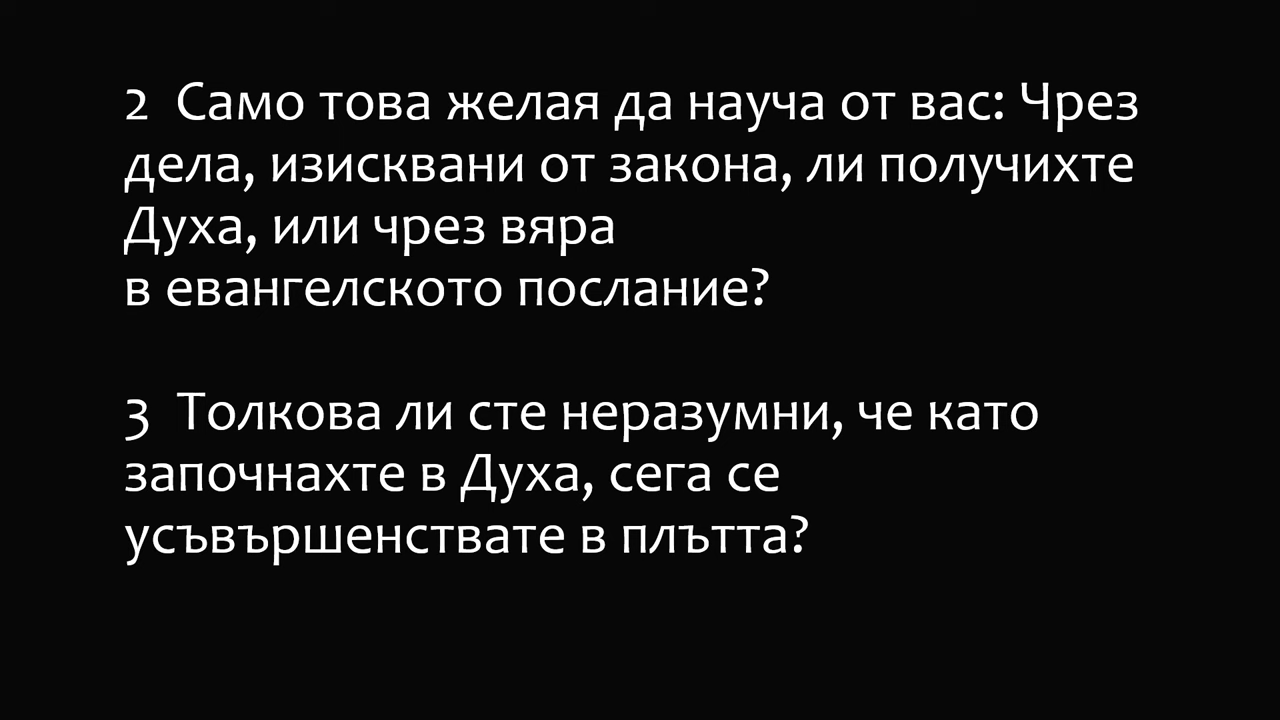 2 Само това желая да науча от вас: Чрез
дела, изисквани от закона, ли получихте
Духа, или чрез вяра
в евангелското послание?
3 Толкова ли сте неразумни, че като
започнахте в Духа, сега се
усъвършенствате в плътта?